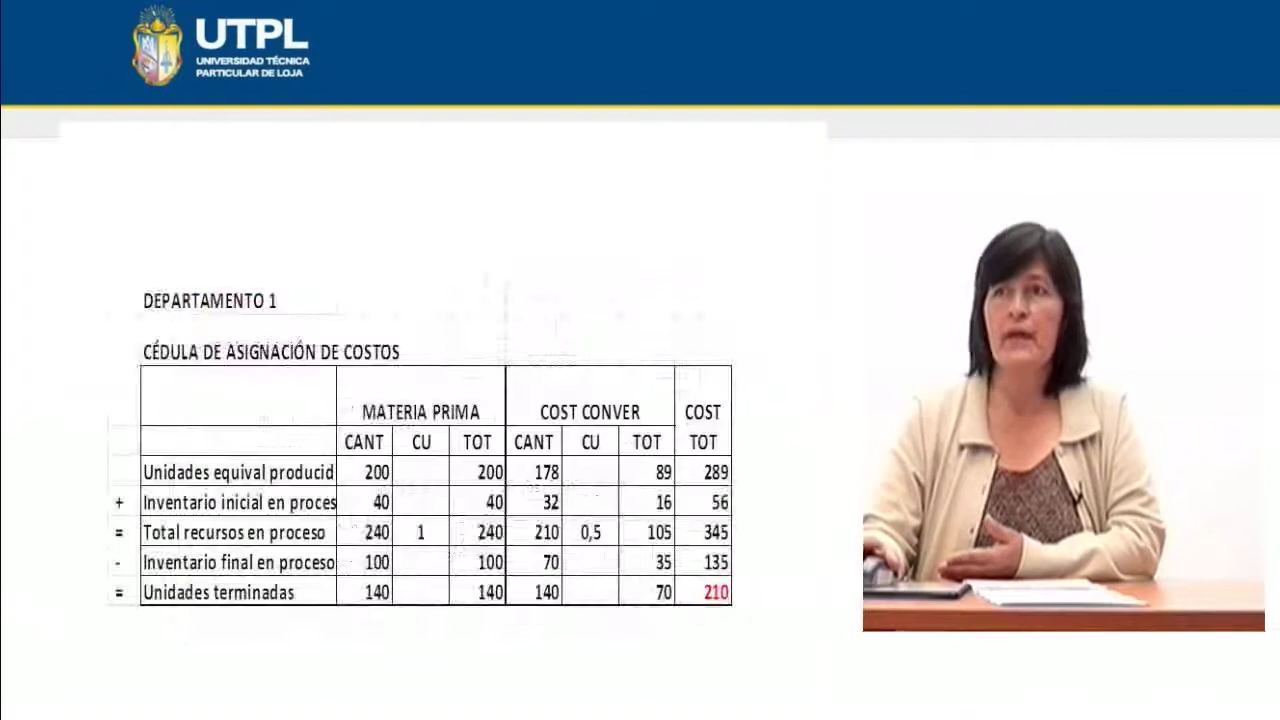 UTPL
UNIVERSIDAD TÉCNICA
PARTICULAR DE LOJA
DEPARTAMENTO 1
CÉDULA DE ASIGNACIÓN DE COSTOS
MATERIA PRIMA COST CONVER COST
CANT CU TOT CANT CU TOT TOT
Unidades equival producid 200 200 178 89 289
+ Inventario inicial en proces 40 40 32 16 56
= Total recursos en proceso 240 1 240 210 0,5 105 345
- Inventario final en proceso 100 100 70 35 135
= Unidades terminadas 140 140 140 70 210